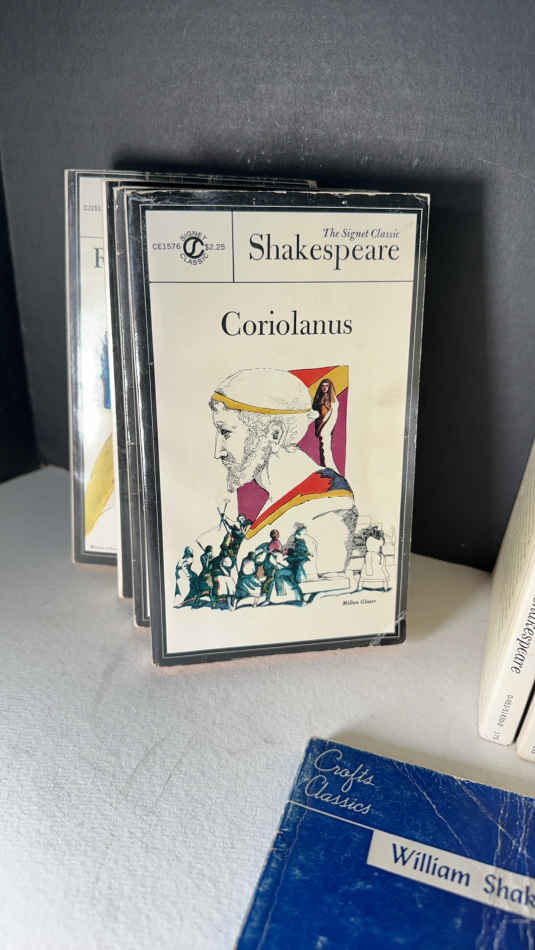 CE1576
SIGNET
CLASSIC
$2.25
The Signet Classic
Shakespeare
Coriolanus
Milton Glaser
Crofts
Classics
William Shak
Shakespeare